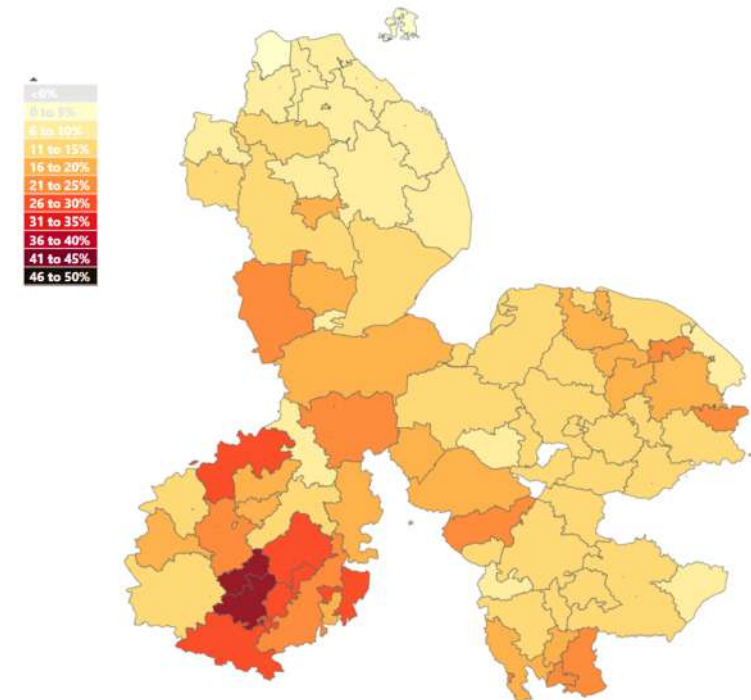 <0%
0 to 5%
6 to 10%
11 to 15%
16 to 20%
21 to 25%
26 to 30%
31 to 35%
36 to 40%
41 to 45%
46 to 50%